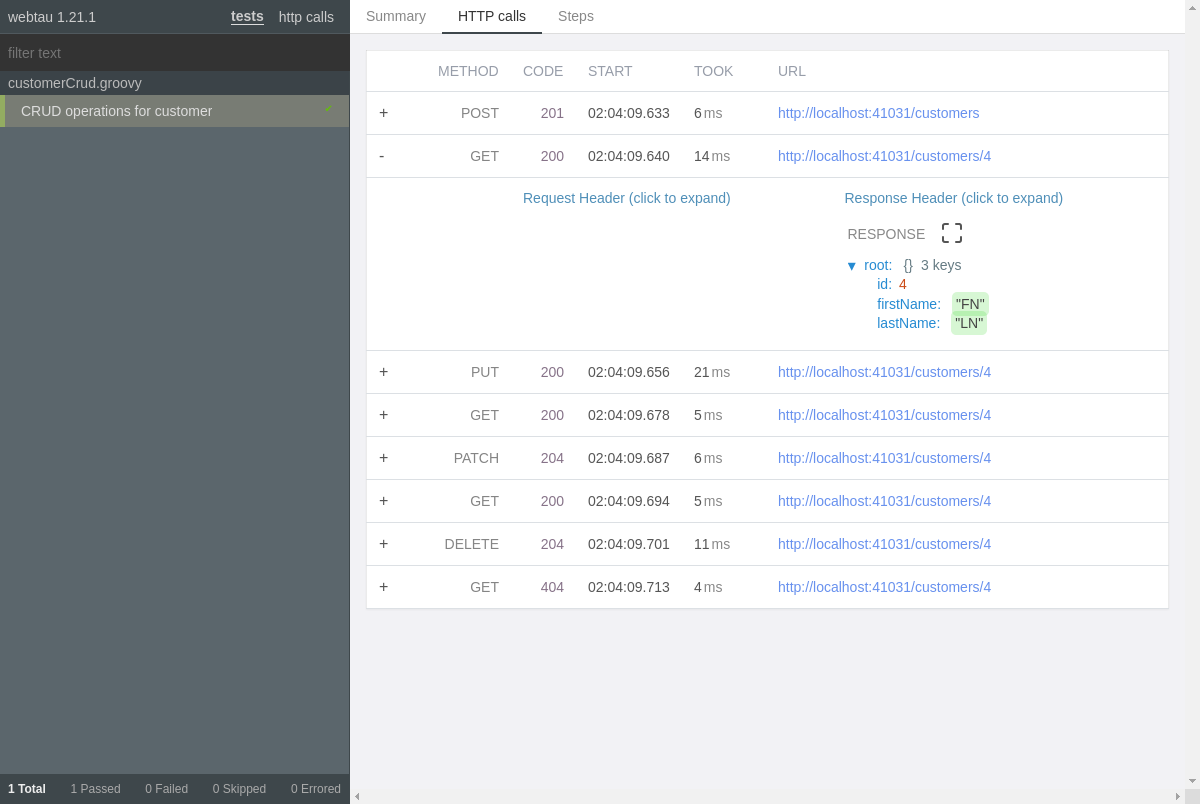 webtau 1.21.1 tests http calls
filter text
customerCrud.groovy
CRUD operations for customer
1 Total 1 Passed 0 Failed 0 Skipped 0 Errored
Summary HTTP calls Steps
METHOD CODE START TOOK URL
+ POST 201 02:04:09.633 6 ms http://localhost:41031/customers
- GET 200 02:04:09.640 14 ms http://localhost:41031/customers/4
Request Header (click to expand) Response Header (click to expand)
RESPONSE
▼ root: {} 3 keys
id: 4
firstName: "FN"
lastName: "LN"
+ PUT 200 02:04:09.656 21 ms http://localhost:41031/customers/4
+ GET 200 02:04:09.678 5 ms http://localhost:41031/customers/4
+ PATCH 204 02:04:09.687 6 ms http://localhost:41031/customers/4
+ GET 200 02:04:09.694 5 ms http://localhost:41031/customers/4
+ DELETE 204 02:04:09.701 11 ms http://localhost:41031/customers/4
+ GET 404 02:04:09.713 4 ms http://localhost:41031/customers/4